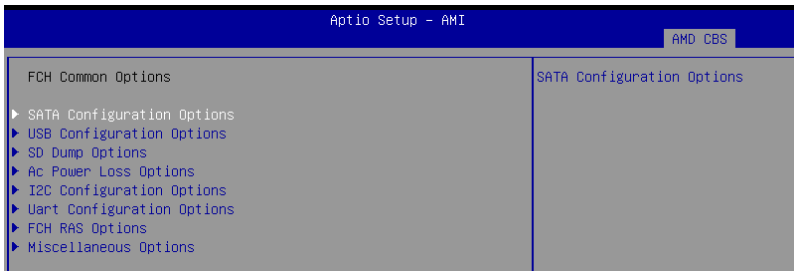 Aptio Setup – AMI
AMD CBS
FCH Common Options
SATA Configuration Options
USB Configuration Options
SD Dump Options
Ac Power Loss Options
I2C Configuration Options
Uart Configuration Options
FCH RAS Options
Miscellaneous Options
SATA Configuration Options